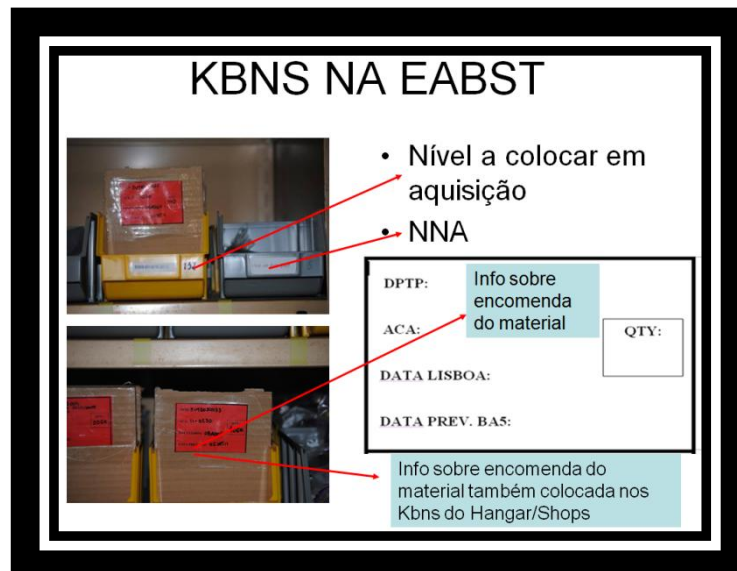 KBNS NA EABST
• Nível a colocar em
aquisição
• NNA
DPTP:
Info sobre
encomenda
do material
ACA:
QTY:
DATA LISBOA:
DATA PREV. BA5:
Info sobre encomenda do
material também colocada nos
Kbns do Hangar/Shops